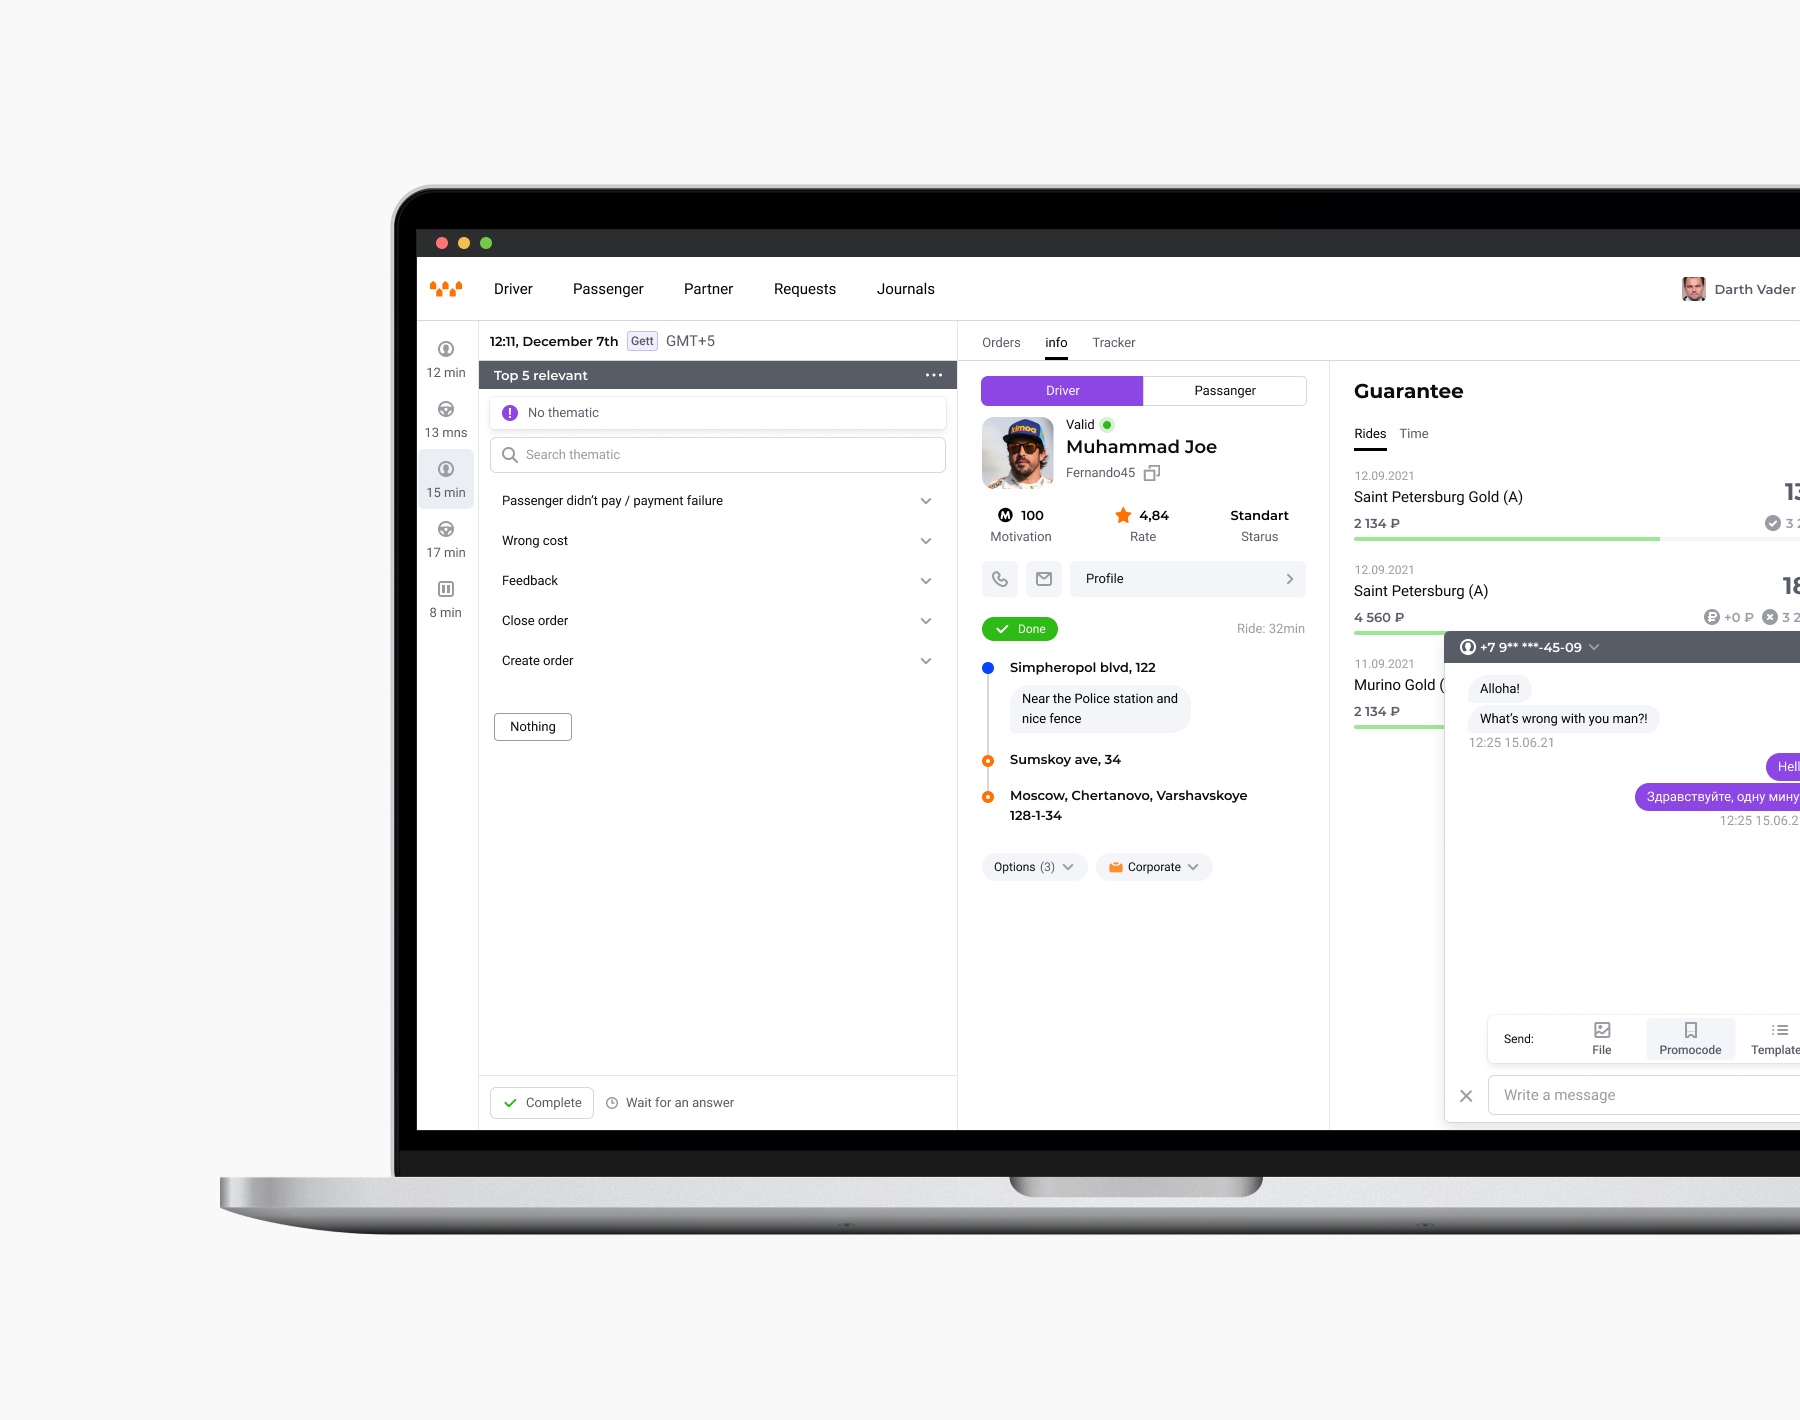 Driver
Passenger
Partner
Requests
Journals
Darth Vader
12 min
13 mns
15 min
17 min
8 min
12:11, December 7th
Gett
GMT+5
Top 5 relevant
No thematic
Search thematic
Passenger didn’t pay / payment failure
Wrong cost
Feedback
Close order
Create order
Nothing
Complete
Wait for an answer
Orders
info
Tracker
Driver
Passanger
kimoa
Valid
Muhammad Joe
Fernando45
100
Motivation
4,84
Rate
Standart
Starus
Profile
Done
Ride: 32min
Simpheropol blvd, 122
Near the Police station and
nice fence
Sumskoy ave, 34
Moscow, Chertanovo, Varshavskoye
128-1-34
Options (3)
Corporate
Guarantee
Rides
Time
12.09.2021
Saint Petersburg Gold (A)
13
2 134 ₽
3 2
12.09.2021
Saint Petersburg (A)
18
4 560 ₽
+0 ₽
3 2
11.09.2021
Murino Gold (
2 134 ₽
+7 9** ***-45-09
Alloha!
What’s wrong with you man?!
12:25 15.06.21
Hell
Здравствуйте, одну мину
12:25 15.06.2
Send:
File
Promocode
Template
Write a message